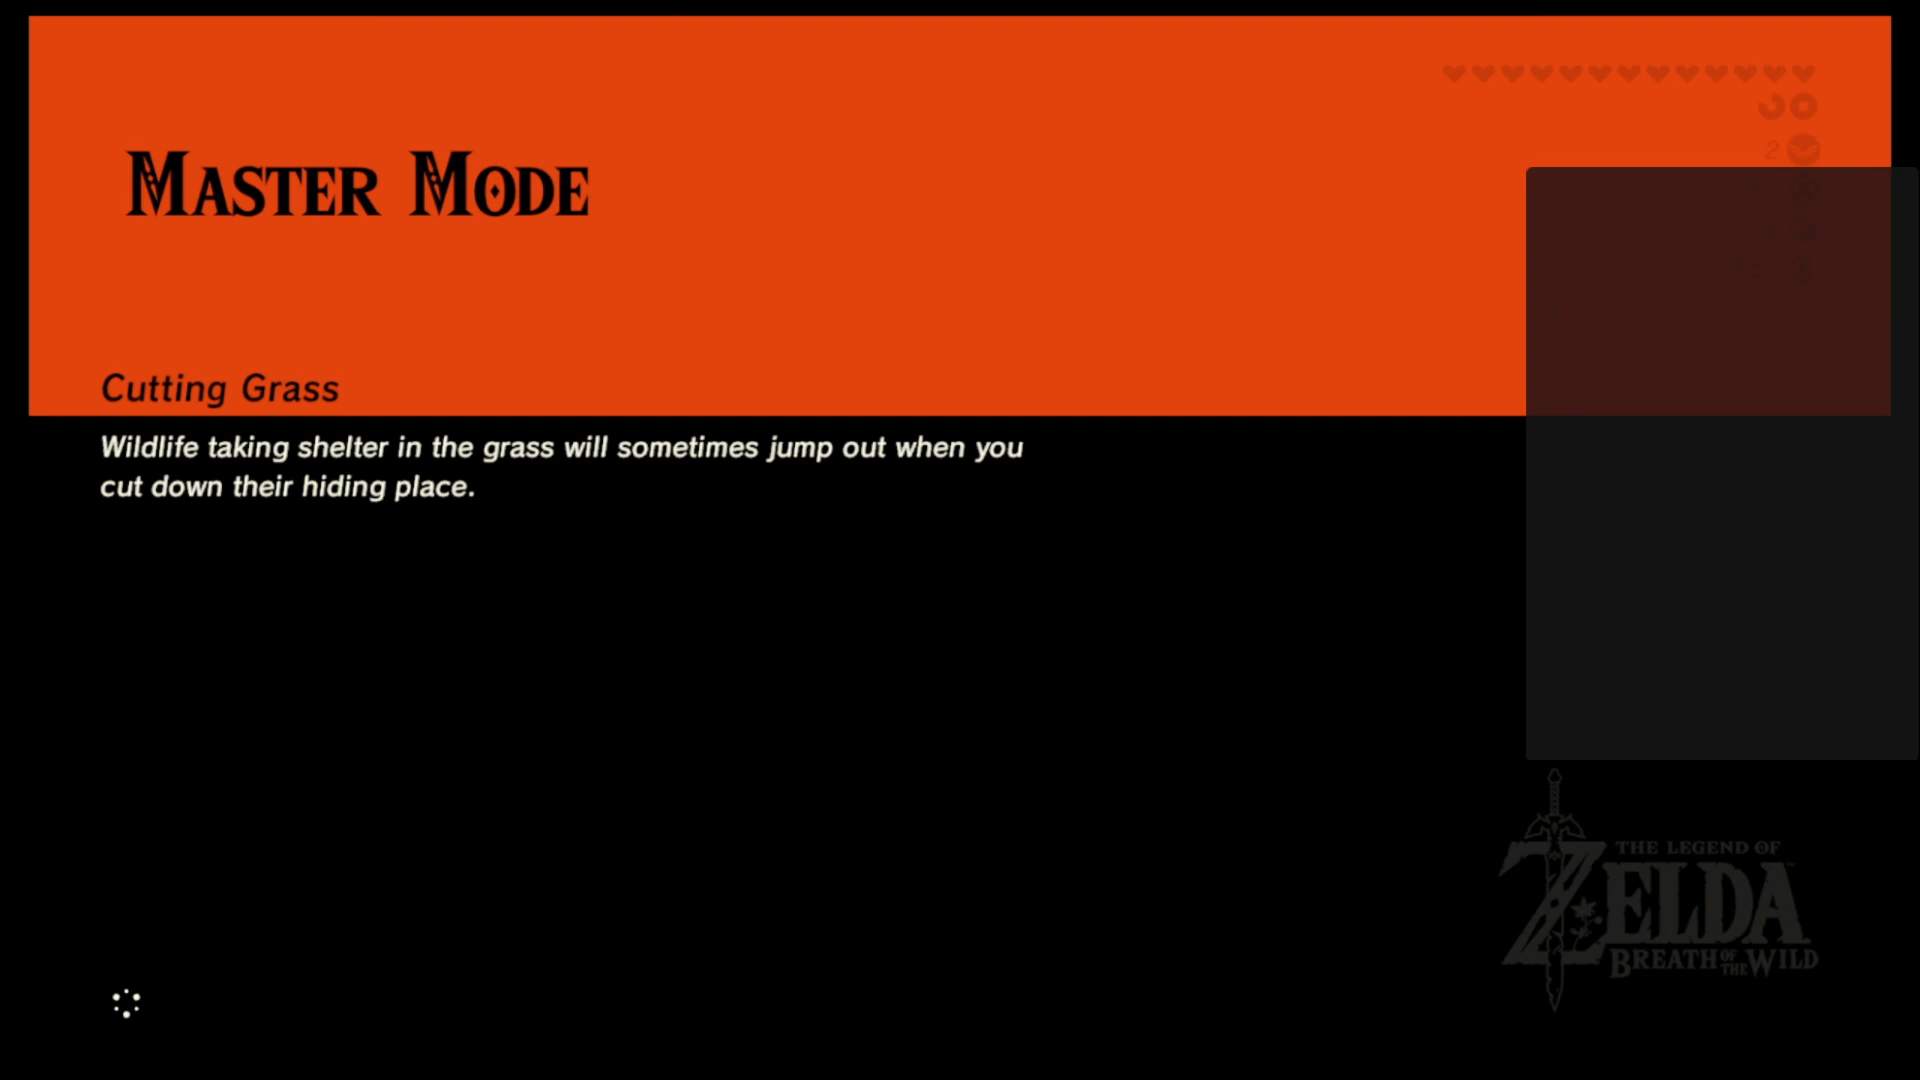 MASTER MODE
2
Cutting Grass
Wildlife taking shelter in the grass will sometimes jump out when you
cut down their hiding place.
THE LEGEND OF
ZELDA
BREATH OF THE WILD